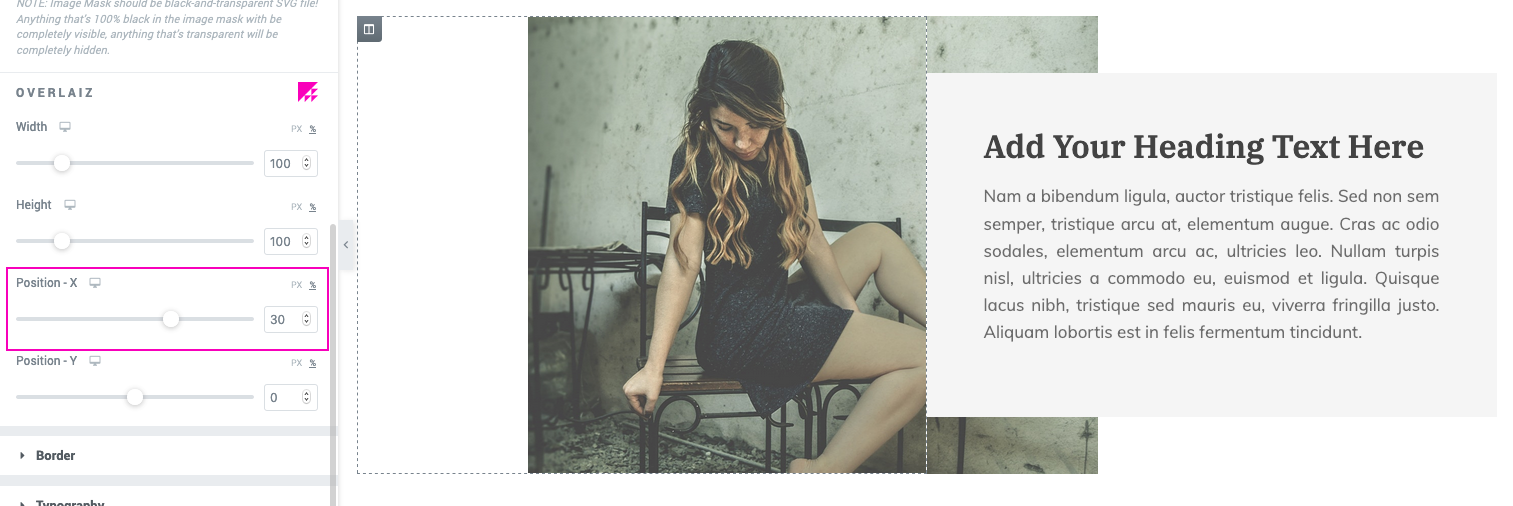 NOTE: Image Mask should be black-and-transparent SVG file!
Anything that's 100% black in the image mask with be
completely visible, anything that's transparent will be
completely hidden.
OVERLAIZ
Width PX %
100
Height PX %
100
Position - X PX %
30
Position - Y PX %
0
Border
Typography
Add Your Heading Text Here
Nam a bibendum ligula, auctor tristique felis. Sed non sem
semper, tristique arcu at, elementum augue. Cras ac odio
sodales, elementum arcu ac, ultricies leo. Nullam turpis
nisl, ultricies a commodo eu, euismod et ligula. Quisque
lacus nibh, tristique sed mauris eu, viverra fringilla justo.
Aliquam lobortis est in felis fermentum tincidunt.